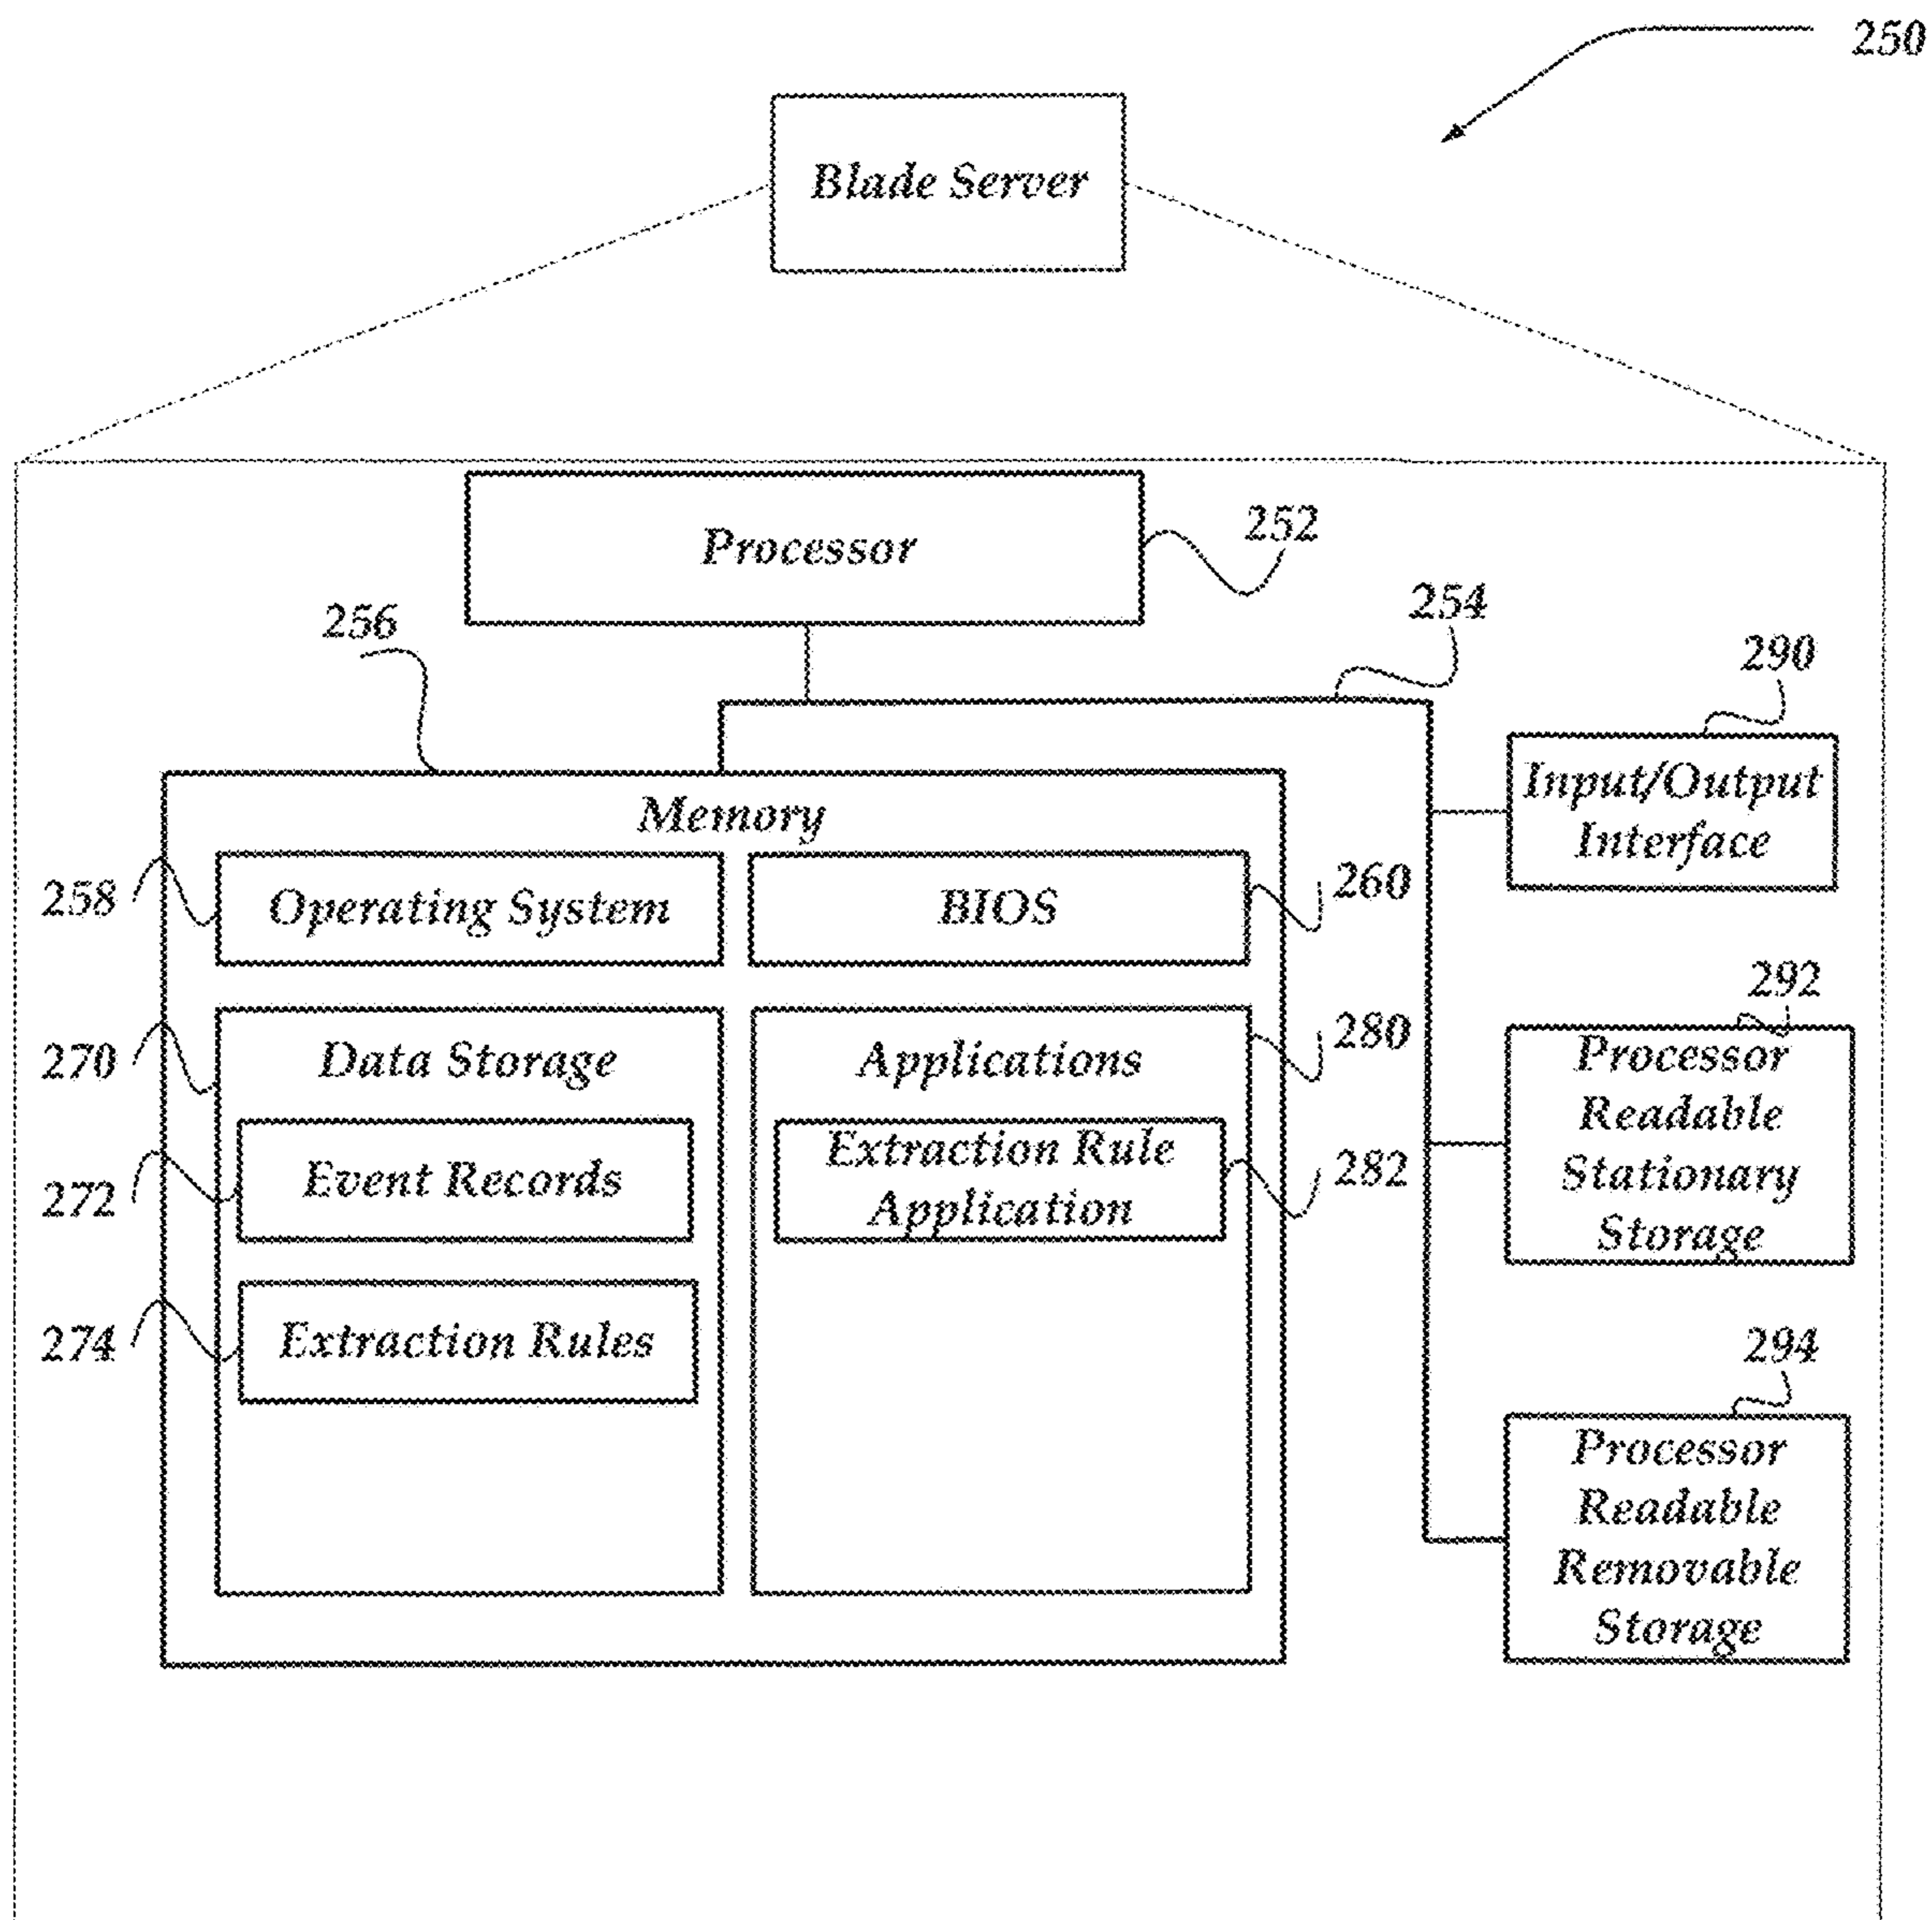 250
Blade Server
Processor
252
256
254
290
Memory
Input/Output
Interface
258
Operating System
BIOS
260
292
270
Data Storage
Applications
280
Processor
Readable
Stationary
Storage
272
Event Records
Extraction Rule
Application
282
274
Extraction Rules
294
Processor
Readable
Removable
Storage